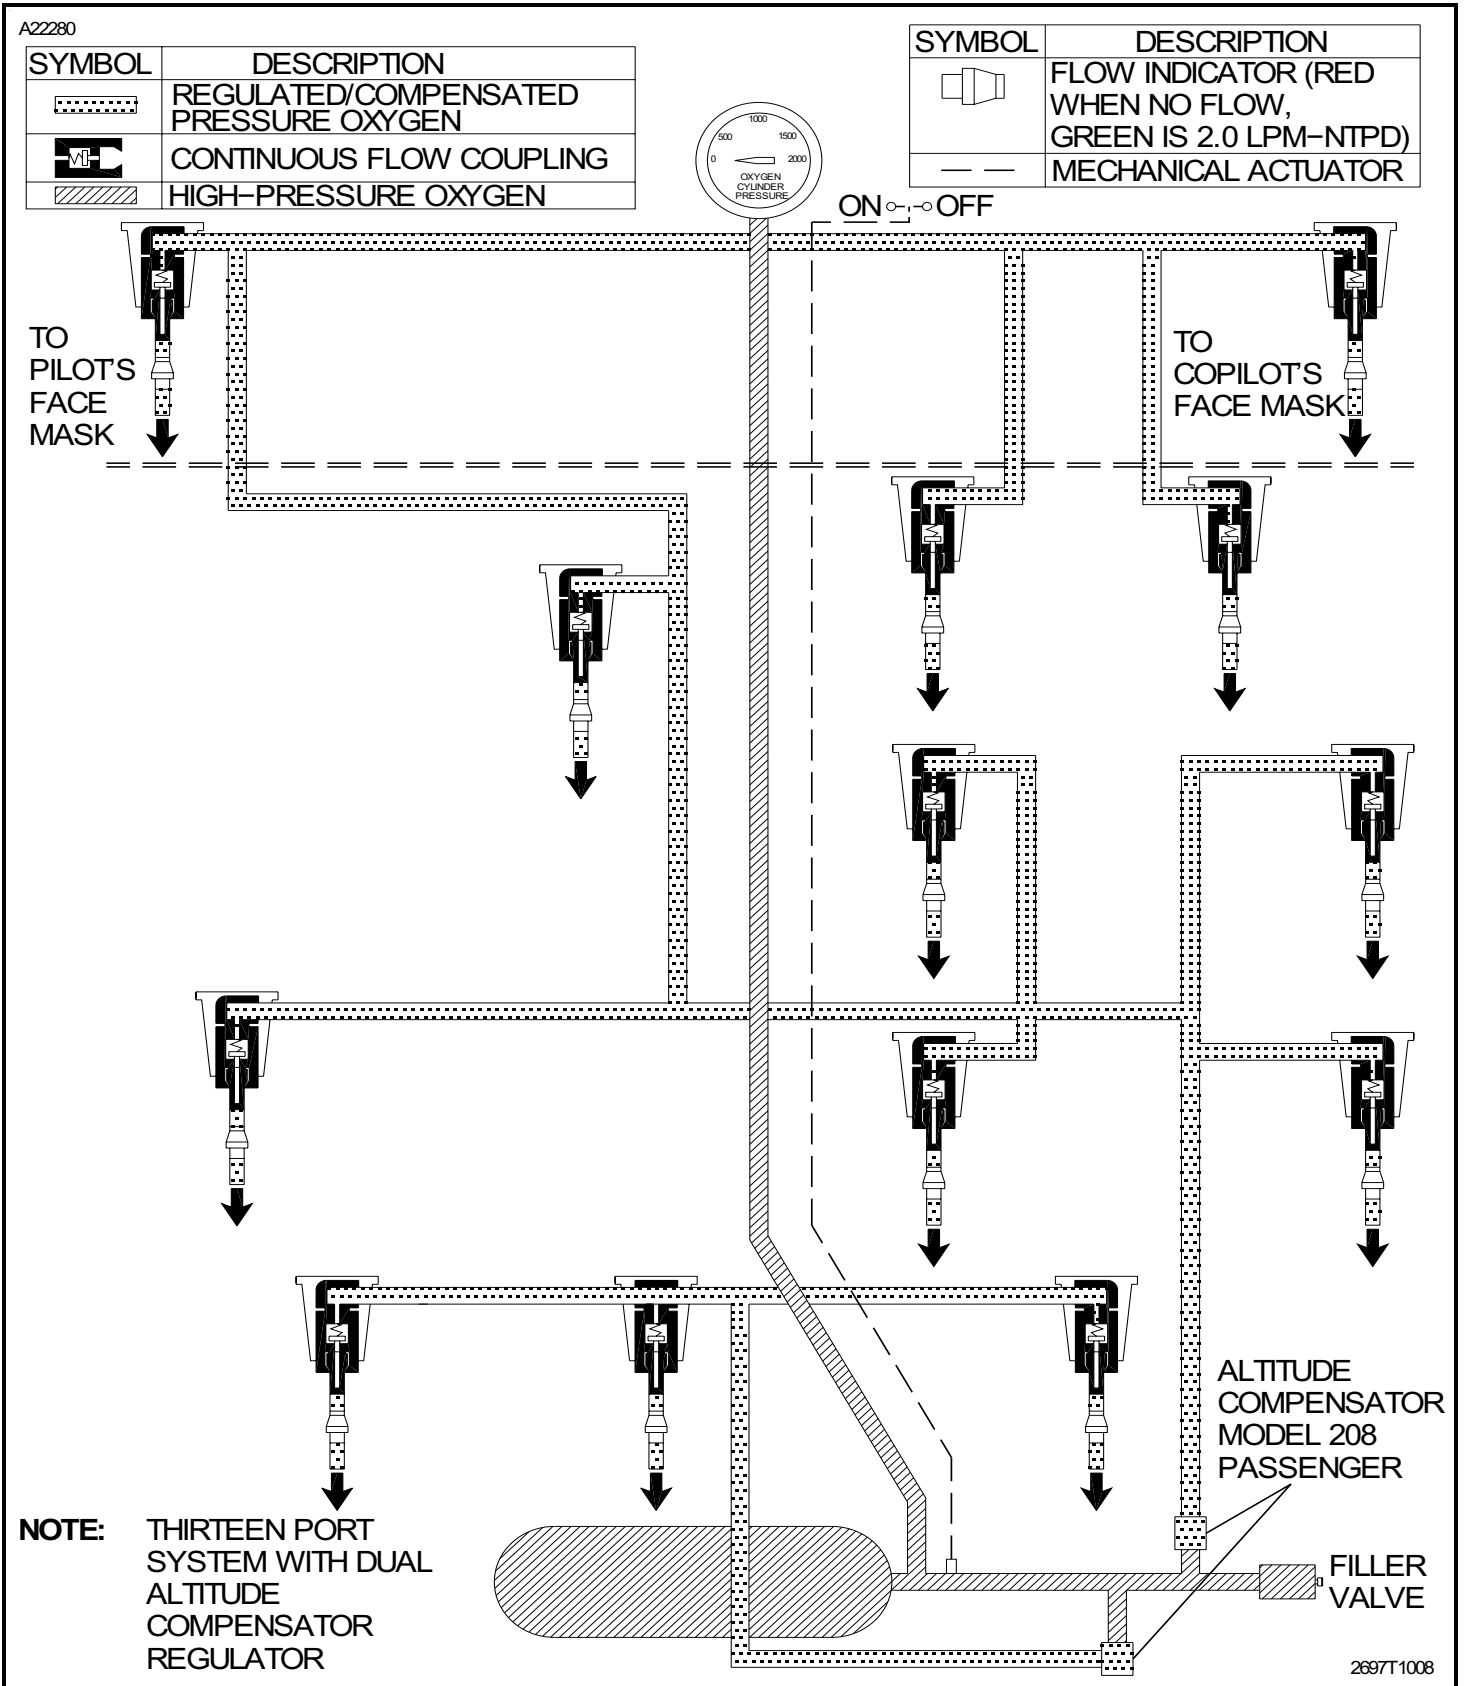 A22280
SYMBOL DESCRIPTION
REGULATED/COMPENSATED
PRESSURE OXYGEN
CONTINUOUS FLOW COUPLING
HIGH-PRESSURE OXYGEN
SYMBOL DESCRIPTION
FLOW INDICATOR (RED
WHEN NO FLOW,
GREEN IS 2.0 LPM-NTPD)
MECHANICAL ACTUATOR
0 500 1000 1500 2000
OXYGEN
CYLINDER
PRESSURE
ON OFF
TO
PILOT'S
FACE
MASK
TO
COPILOT'S
FACE MASK
ALTITUDE
COMPENSATOR
MODEL 208
PASSENGER
FILLER
VALVE
NOTE: THIRTEEN PORT
SYSTEM WITH DUAL
ALTITUDE
COMPENSATOR
REGULATOR
2697T1008